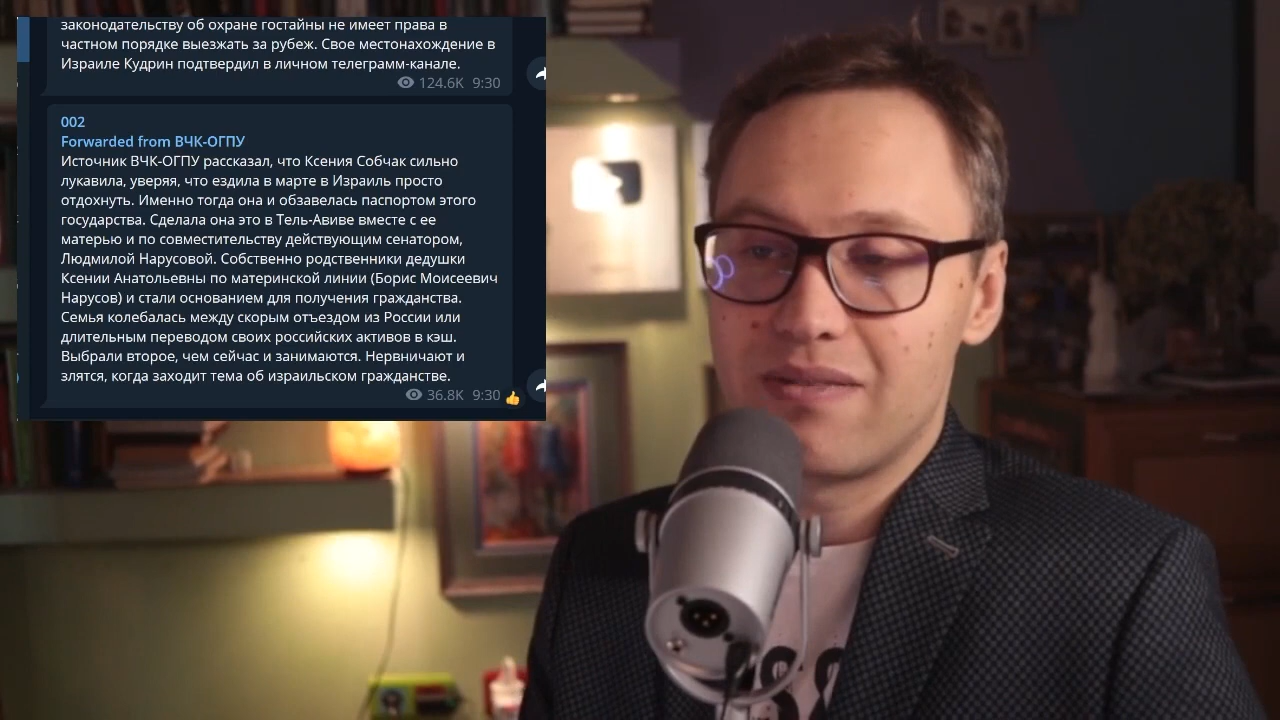 законодательству об охране гостайны не имеет права в
частном порядке выезжать за рубеж. Свое местонахождение в
Израиле Кудрин подтвердил в личном телеграмм-канале.
124.6K 9:30
002
Forwarded from ВЧК-ОГПУ
Источник ВЧК-ОГПУ рассказал, что Ксения Собчак сильно
лукавила, уверяя, что ездила в марте в Израиль просто
отдохнуть. Именно тогда она и обзавелась паспортом этого
государства. Сделала она это в Тель-Авиве вместе с ее
матерью и по совместительству действующим сенатором,
Людмилой Нарусовой. Собственно родственники дедушки
Ксении Анатольевны по материнской линии (Борис Моисеевич
Нарусов) и стали основанием для получения гражданства.
Семья колебалась между скорым отъездом из России или
длительным переводом своих российских активов в кэш.
Выбрали второе, чем сейчас и занимаются. Нервничают и
злятся, когда заходит тема об израильском гражданстве.
36.8K 9:30